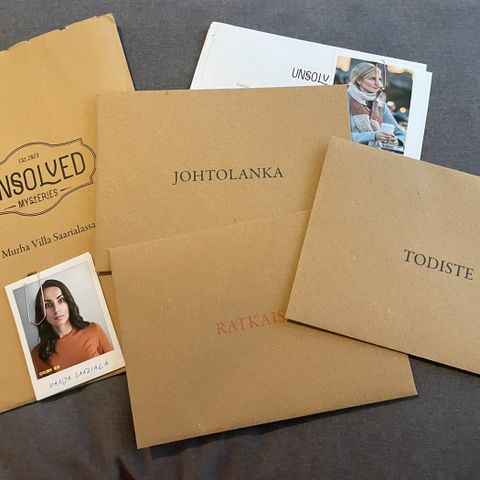 EST. 2023
UNSOLVED
MYSTERIES
Murha Villa Saarialassa
VANJA SAARIALA
JOHTOLANKA
RATKAIS
TODISTE
UNSOLV